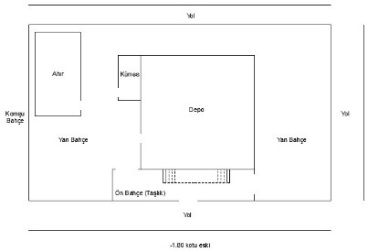 Yol
Ahır
Kümes
Depo
Komşu
Bahçe
Yol
Yan Bahçe
Yan Bahçe
Ön Bahçe (Taşlık)
Yol
-1.00 kotu eski